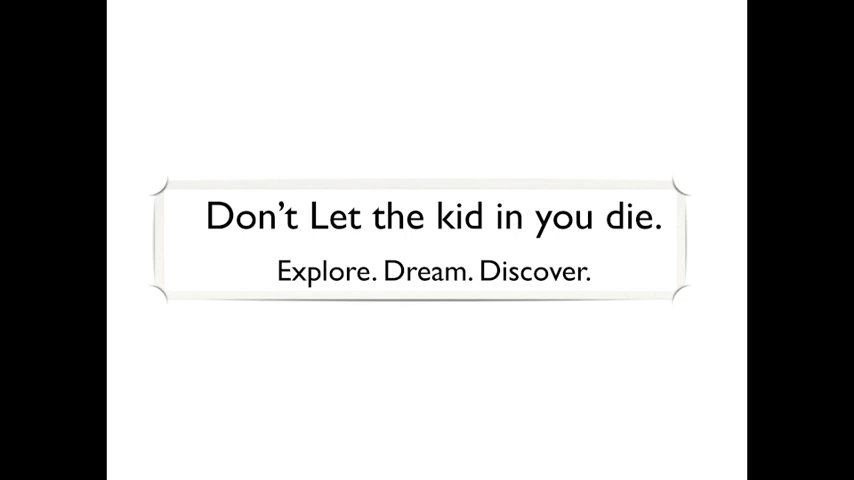 Don't Let the kid in you die.
Explore. Dream. Discover.